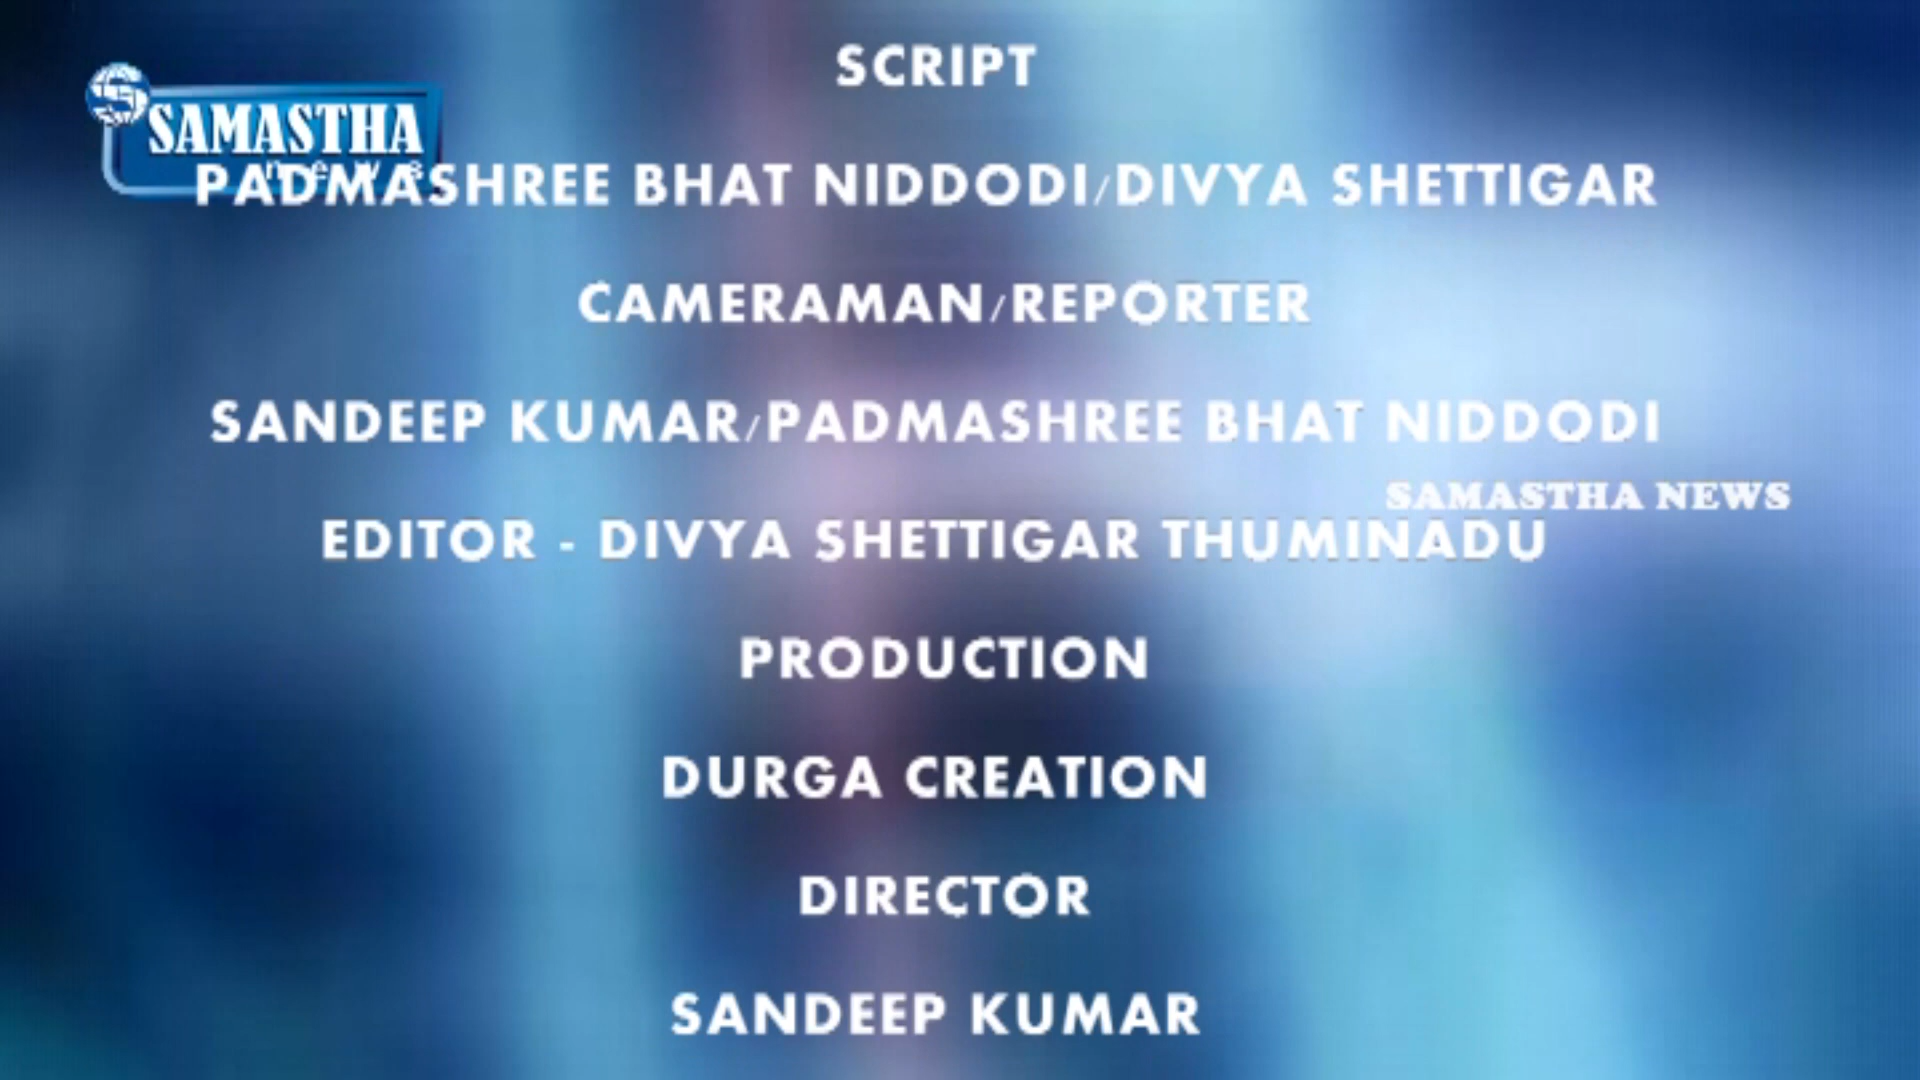 SCRIPT
SAMASTHA
news
PADMASHREE BHAT NIDDODI/DIVYA SHETTIGAR
CAMERAMAN/REPORTER
SANDEEP KUMAR/PADMASHREE BHAT NIDDODI
SAMASTHA NEWS
EDITOR - DIVYA SHETTIGAR THUMINADU
PRODUCTION
DURGA CREATION
DIRECTOR
SANDEEP KUMAR